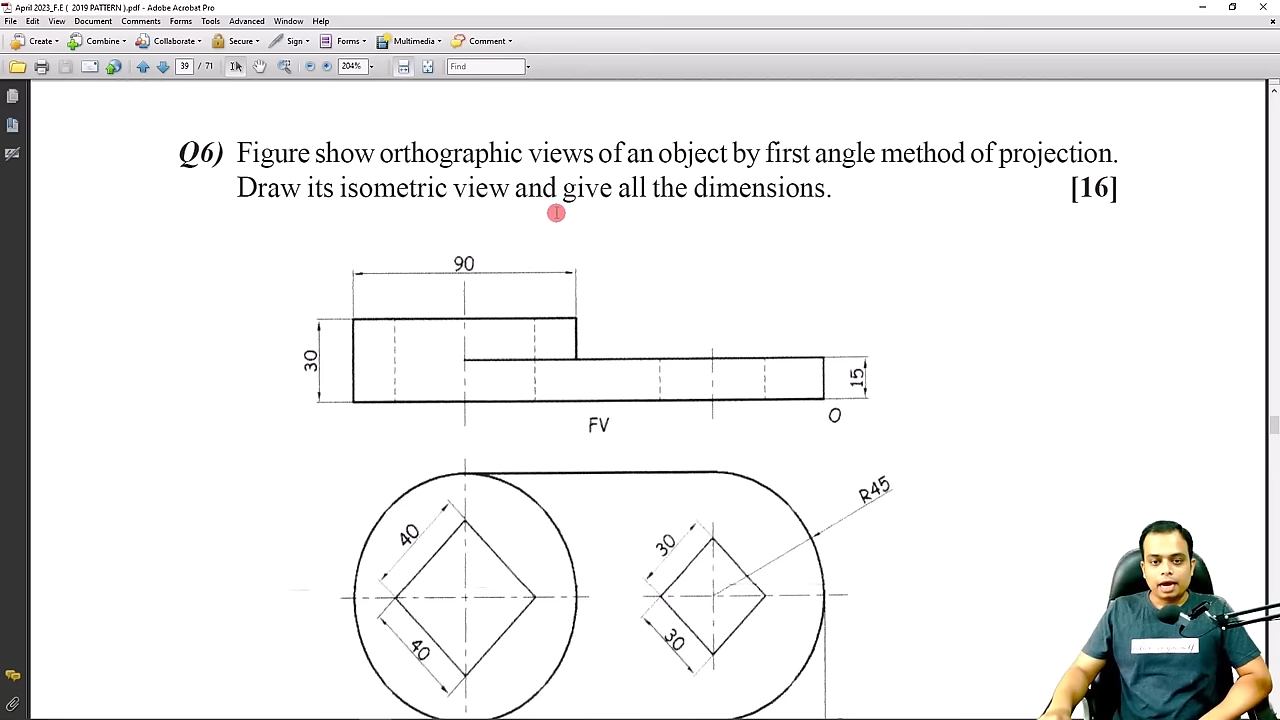 April 2023_F.E ( 2019 PATTERN ).pdf - Adobe Acrobat Pro
File Edit View Document Comments Forms Tools Advanced Window Help
Create Combine Collaborate Secure Sign Forms Multimedia Comment
39 / 71 204% Find
Q6) Figure show orthographic views of an object by first angle method of projection.
Draw its isometric view and give all the dimensions. [16]
90
30
15
O
FV
R45
40
30
40
30